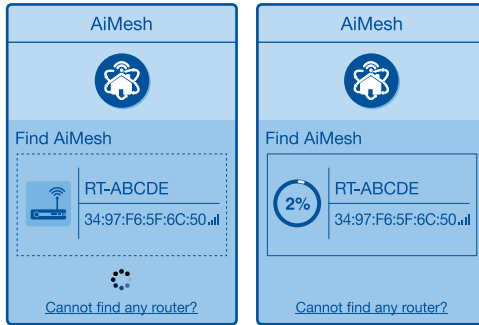 AiMesh
Find AiMesh
RT-ABCDE
34:97:F6:5F:6C:50
Cannot find any router?
AiMesh
Find AiMesh
2%
RT-ABCDE
34:97:F6:5F:6C:50
Cannot find any router?